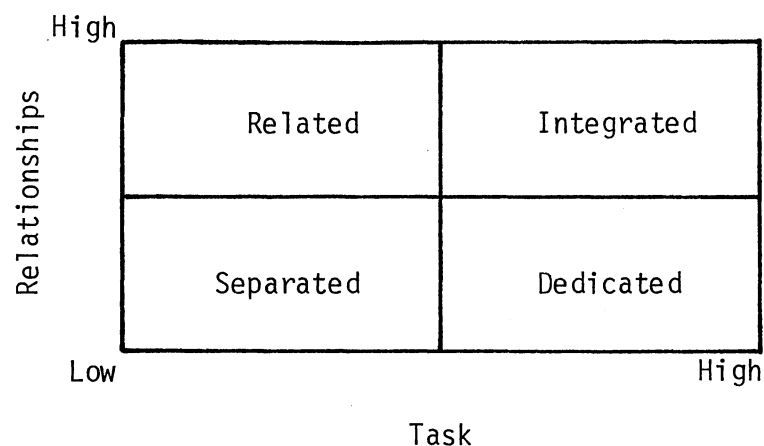 High
Relationships
Related Integrated
Separated Dedicated
Low High
Task